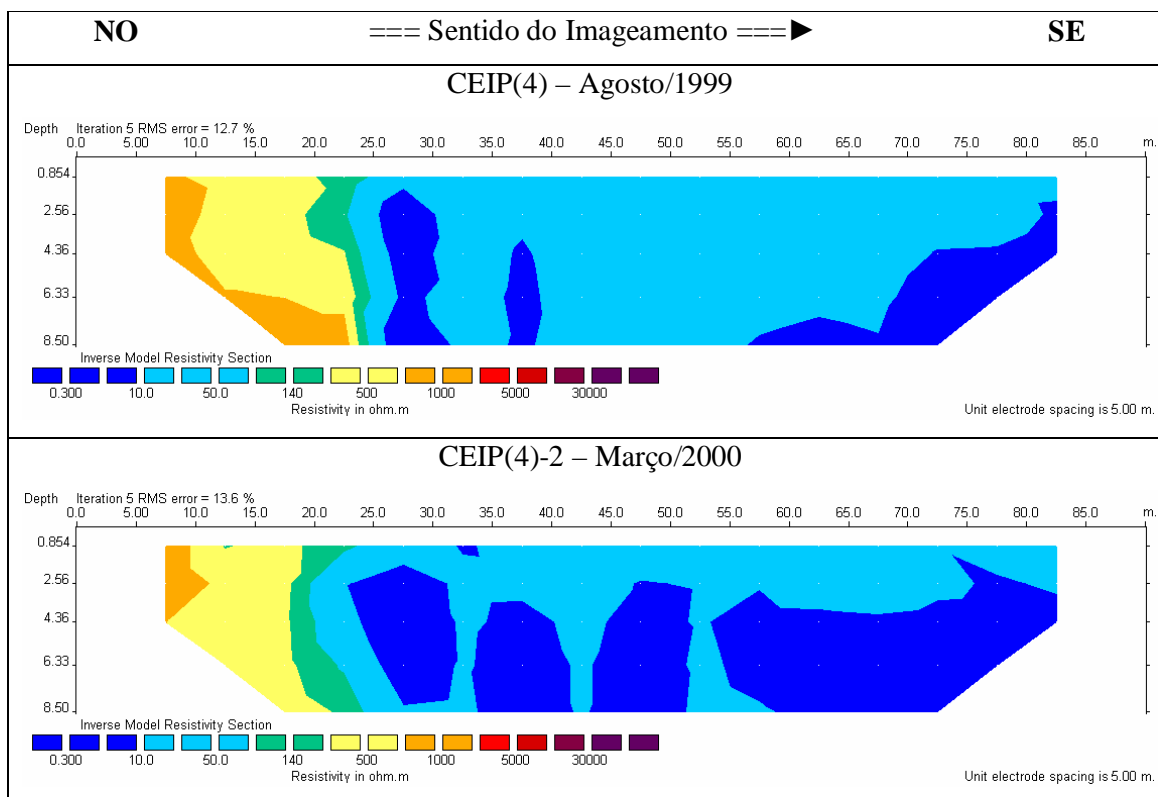 NO === Sentido do Imageamento ===► SE
CEIP(4) – Agosto/1999
Depth Iteration 5 RMS error = 12.7 %
0.0 5.00 10.0 15.0 20.0 25.0 30.0 35.0 40.0 45.0 50.0 55.0 60.0 65.0 70.0 75.0 80.0 85.0 m.
0.854
2.56
4.36
6.33
8.50
Inverse Model Resistivity Section
0.300 10.0 50.0 140 500 1000 5000 30000
Resistivity in ohm.m
Unit electrode spacing is 5.00 m.
CEIP(4)-2 – Março/2000
Depth Iteration 5 RMS error = 13.6 %
0.0 5.00 10.0 15.0 20.0 25.0 30.0 35.0 40.0 45.0 50.0 55.0 60.0 65.0 70.0 75.0 80.0 85.0 m.
0.854
2.56
4.36
6.33
8.50
Inverse Model Resistivity Section
0.300 10.0 50.0 140 500 1000 5000 30000
Resistivity in ohm.m
Unit electrode spacing is 5.00 m.